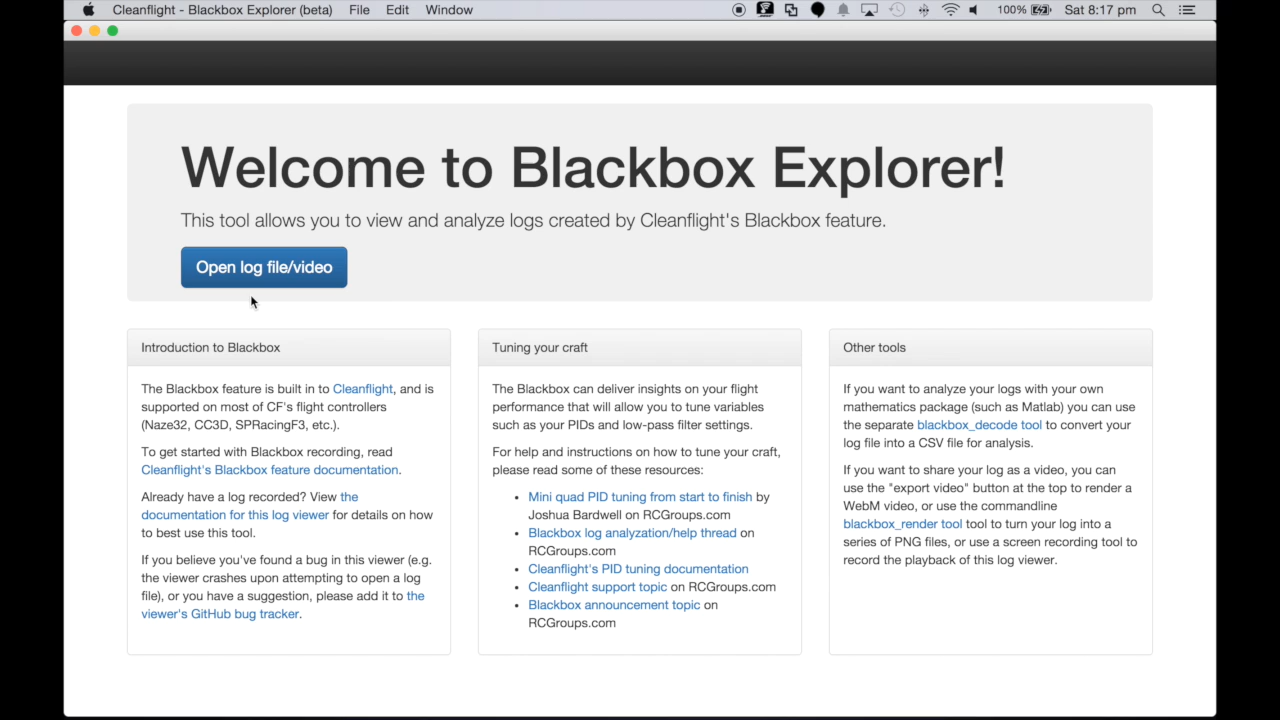 Cleanflight - Blackbox Explorer (beta) File Edit Window 100% Sat 8:17 pm
Welcome to Blackbox Explorer!
This tool allows you to view and analyze logs created by Cleanflight's Blackbox feature.
Open log file/video
Introduction to Blackbox
The Blackbox feature is built in to Cleanflight, and is
supported on most of CF's flight controllers
(Naze32, CC3D, SPRacingF3, etc.).
To get started with Blackbox recording, read
Cleanflight's Blackbox feature documentation.
Already have a log recorded? View the
documentation for this log viewer for details on how
to best use this tool.
If you believe you've found a bug in this viewer (e.g.
the viewer crashes upon attempting to open a log
file), or you have a suggestion, please add it to the
viewer's GitHub bug tracker.
Tuning your craft
The Blackbox can deliver insights on your flight
performance that will allow you to tune variables
such as your PIDs and low-pass filter settings.
For help and instructions on how to tune your craft,
please read some of these resources:
• Mini quad PID tuning from start to finish by
Joshua Bardwell on RCGroups.com
• Blackbox log analyzation/help thread on
RCGroups.com
• Cleanflight's PID tuning documentation
• Cleanflight support topic on RCGroups.com
• Blackbox announcement topic on
RCGroups.com
Other tools
If you want to analyze your logs with your own
mathematics package (such as Matlab) you can use
the separate blackbox_decode tool to convert your
log file into a CSV file for analysis.
If you want to share your log as a video, you can
use the "export video" button at the top to render a
WebM video, or use the commandline
blackbox_render tool tool to turn your log into a
series of PNG files, or use a screen recording tool to
record the playback of this log viewer.